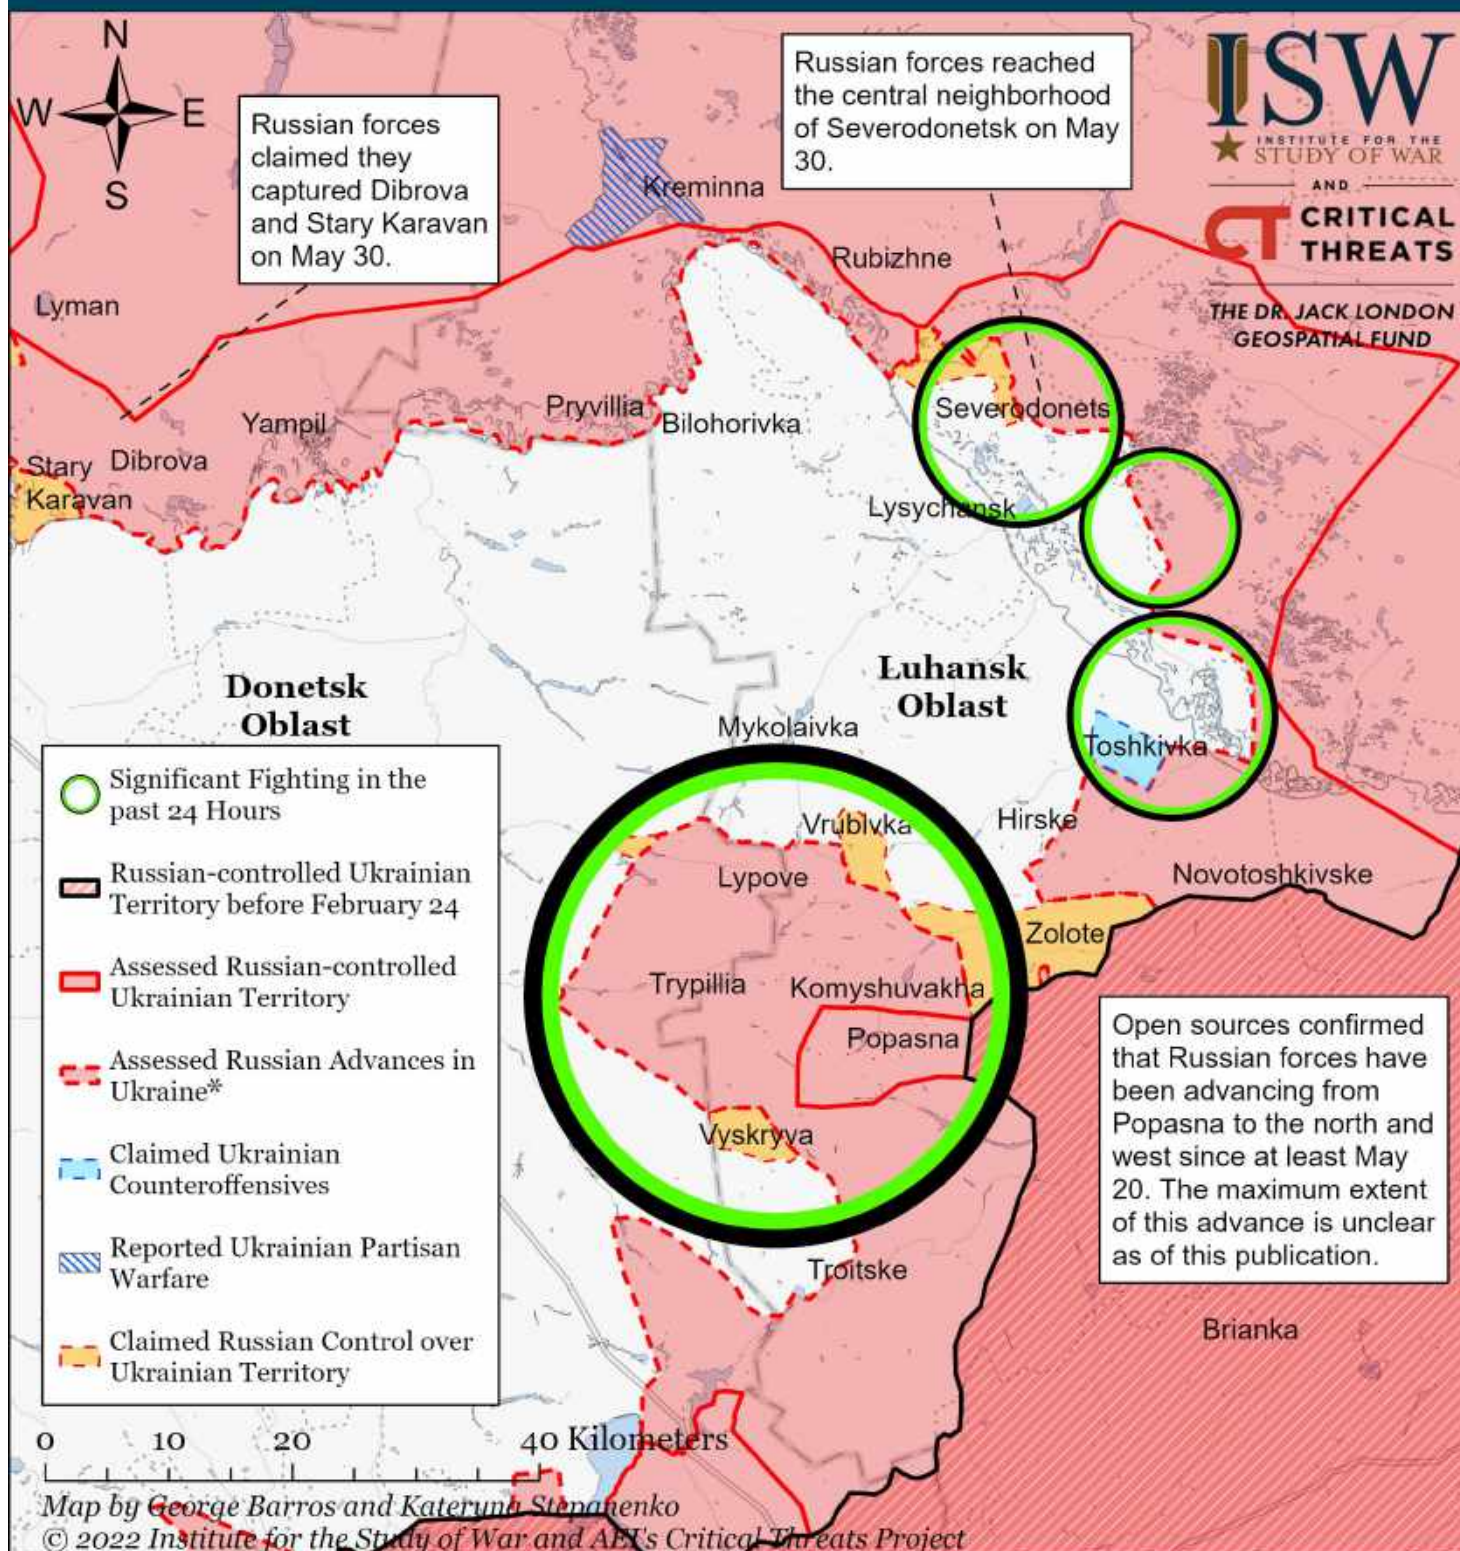 N
W
E
S
Russian forces
claimed they
captured Dibrova
and Stary Karavan
on May 30.
Russian forces reached
the central neighborhood
of Severodonetsk on May
30.
ISW
INSTITUTE FOR THE
STUDY OF WAR
AND
CT CRITICAL
THREATS
THE DR. JACK LONDON
GEOSPATIAL FUND
Kreminna
Rubizhne
Lyman
Yampil
Pryvillia
Bilohorivka
Severodonets
Stary
Karavan
Dibrova
Lysychansk
Donetsk
Oblast
Luhansk
Oblast
Mykolaivka
Toshkivka
Vrubivka
Hirske
Lypove
Novotoshkivske
Zolote
Trypillia
Komyshuvakha
Popasna
Vyskryva
Troitske
Brianka
Significant Fighting in the
past 24 Hours
Russian-controlled Ukrainian
Territory before February 24
Assessed Russian-controlled
Ukrainian Territory
Assessed Russian Advances in
Ukraine*
Claimed Ukrainian
Counteroffensives
Reported Ukrainian Partisan
Warfare
Claimed Russian Control over
Ukrainian Territory
Open sources confirmed
that Russian forces have
been advancing from
Popasna to the north and
west since at least May
20. The maximum extent
of this advance is unclear
as of this publication.
0 10 20 40 Kilometers
Map by George Barros and Kateryna Stepanenko
© 2022 Institute for the Study of War and AEI's Critical Threats Project